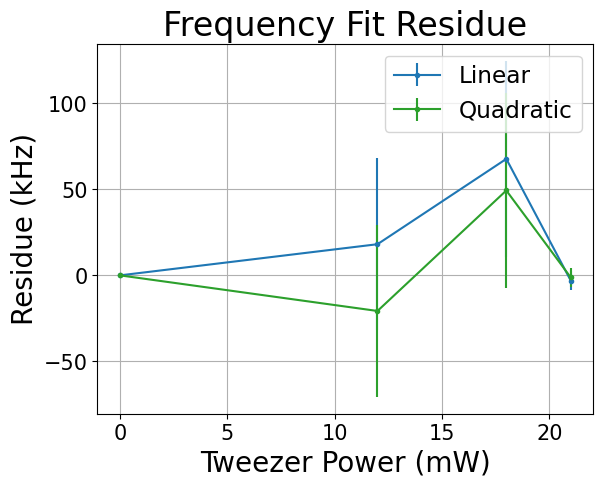 Frequency Fit Residue
Linear
Quadratic
Residue (kHz)
100
50
0
−50
0 5 10 15 20
Tweezer Power (mW)